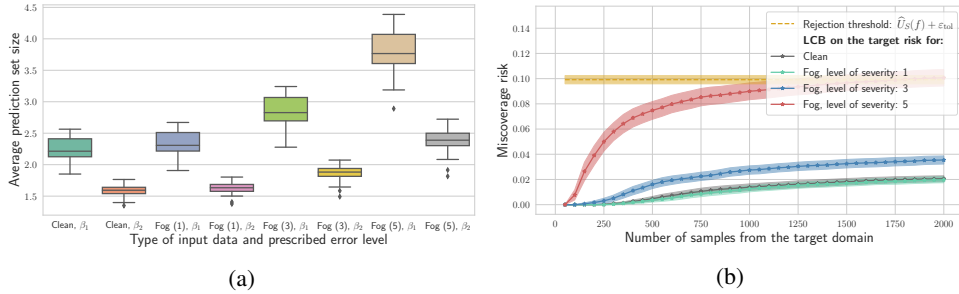 4.5
4.0
3.5
3.0
2.5
2.0
1.5
Average prediction set size
Clean, β₁
Clean, β₂
Fog (1), β₁
Fog (1), β₂
Fog (3), β₁
Fog (3), β₂
Fog (5), β₁
Fog (5), β₂
Type of input data and prescribed error level
(a)
0.14
0.12
0.10
0.08
0.06
0.04
0.02
0.00
Miscoverage risk
Rejection threshold: Û_S(f) + ε_tol
LCB on the target risk for:
Clean
Fog, level of severity: 1
Fog, level of severity: 3
Fog, level of severity: 5
0
250
500
750
1000
1250
1500
1750
2000
Number of samples from the target domain
(b)